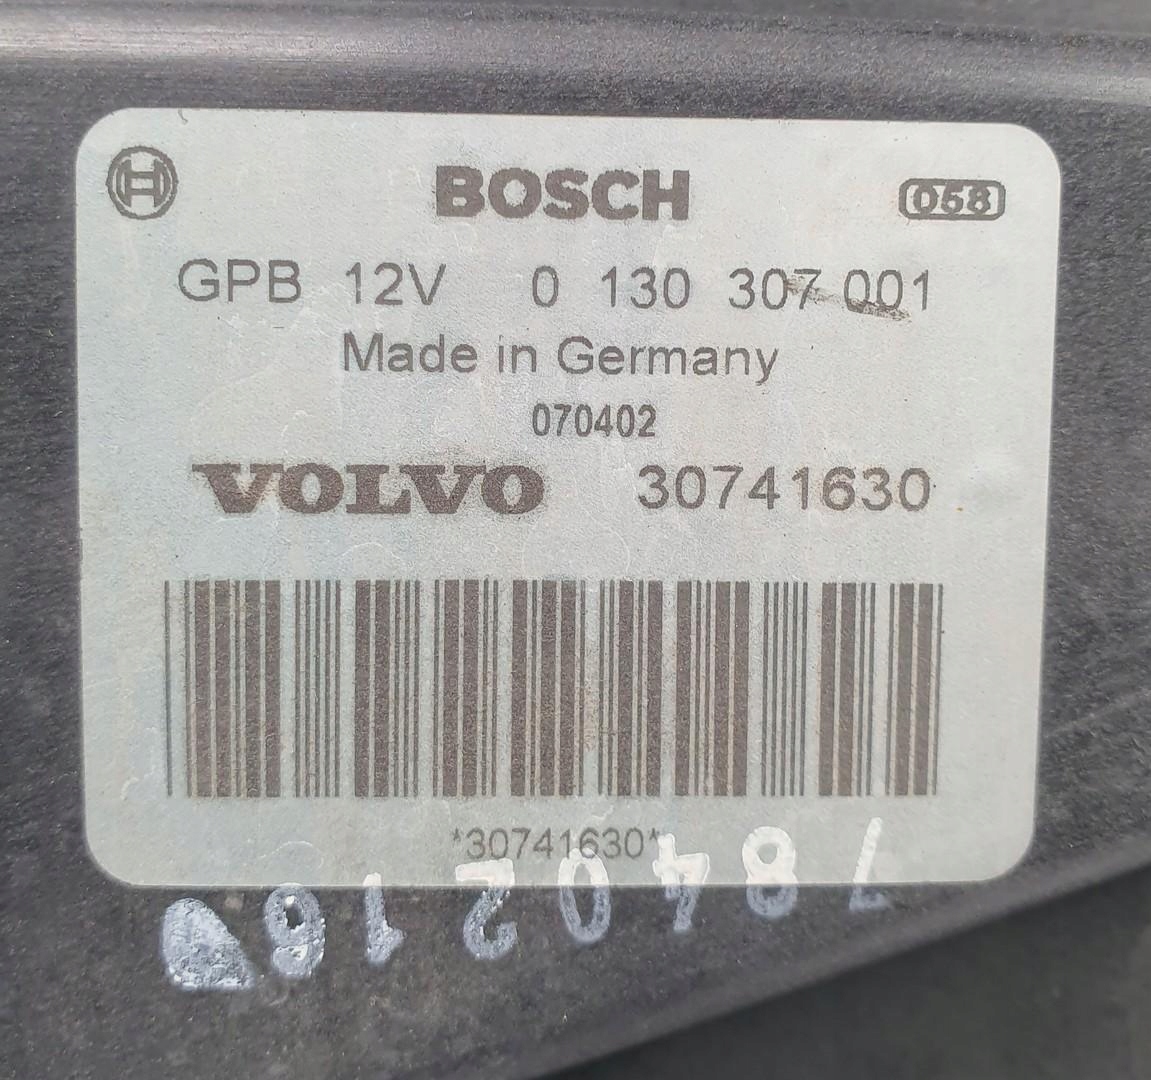 BOSCH 058
GPB 12V 0 130 307 001
Made in Germany
070402
VOLVO 30741630
*30741630*